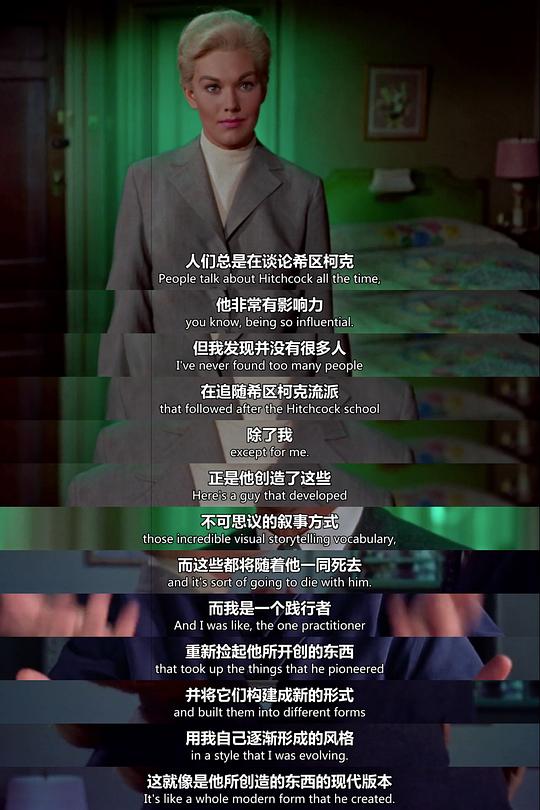 人们总是在谈论希区柯克
People talk about Hitchcock all the time,
他非常有影响力
you know, being so influential.
但我发现并没有很多人
I've never found too many people
在追随希区柯克流派
that followed after the Hitchcock school
除了我
except for me.
正是他创造了这些
Here's a guy that developed
不可思议的叙事方式
those incredible visual storytelling vocabulary,
而这些都将随着他一同死去
and it's sort of going to die with him.
而我是一个践行者
And I was like, the one practitioner
重新捡起他所开创的东西
that took up the things that he pioneered
并将它们构建成新的形式
and built them into different forms
用我自己逐渐形成的风格
in a style that I was evolving.
这就像是他所创造的东西的现代版本
It's like a whole modern form that he created.